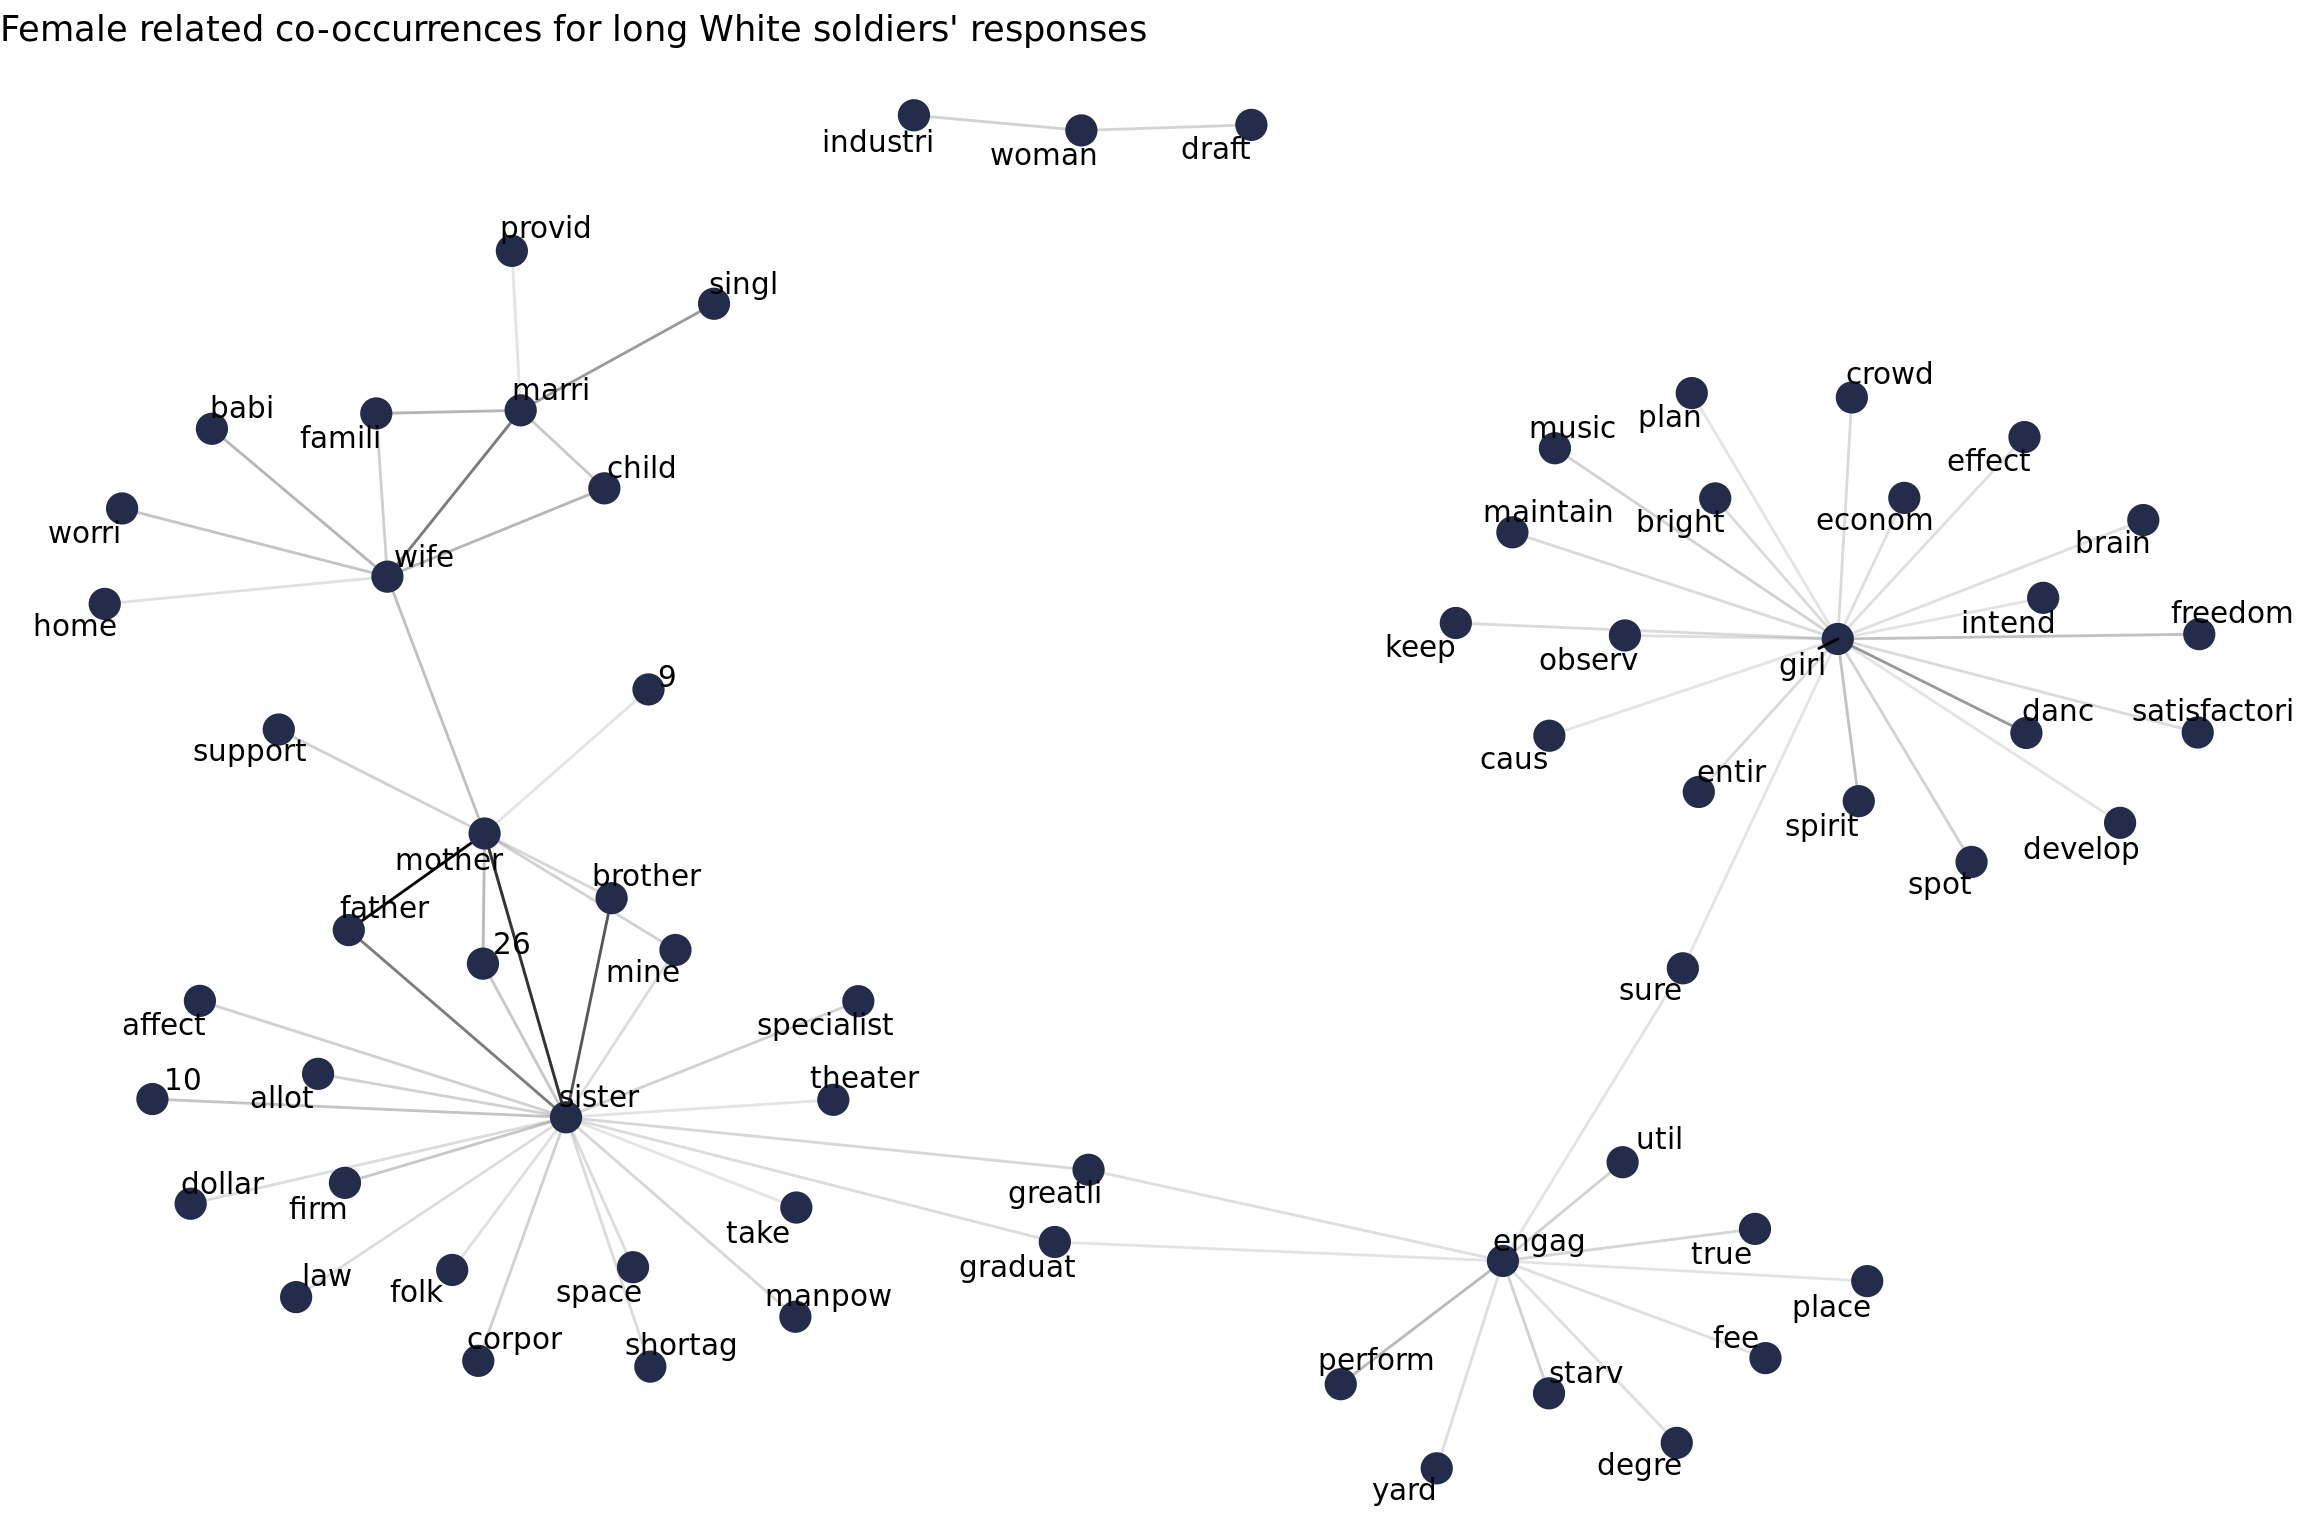 Female related co-occurrences for long White soldiers' responses
industri
woman
draft
provid
singl
marri
babi
famili
child
worri
wife
home
crowd
plan
music
effect
maintain
bright
econom
brain
intend
freedom
keep
observ
girl
9
support
danc
satisfactori
caus
entir
spirit
develop
spot
mother
brother
father
26
mine
sure
affect
specialist
10
allot
theater
sister
util
dollar
firm
greatli
take
graduat
engag
true
law
folk
space
manpow
place
corpor
shortag
fee
perform
starv
degre
yard